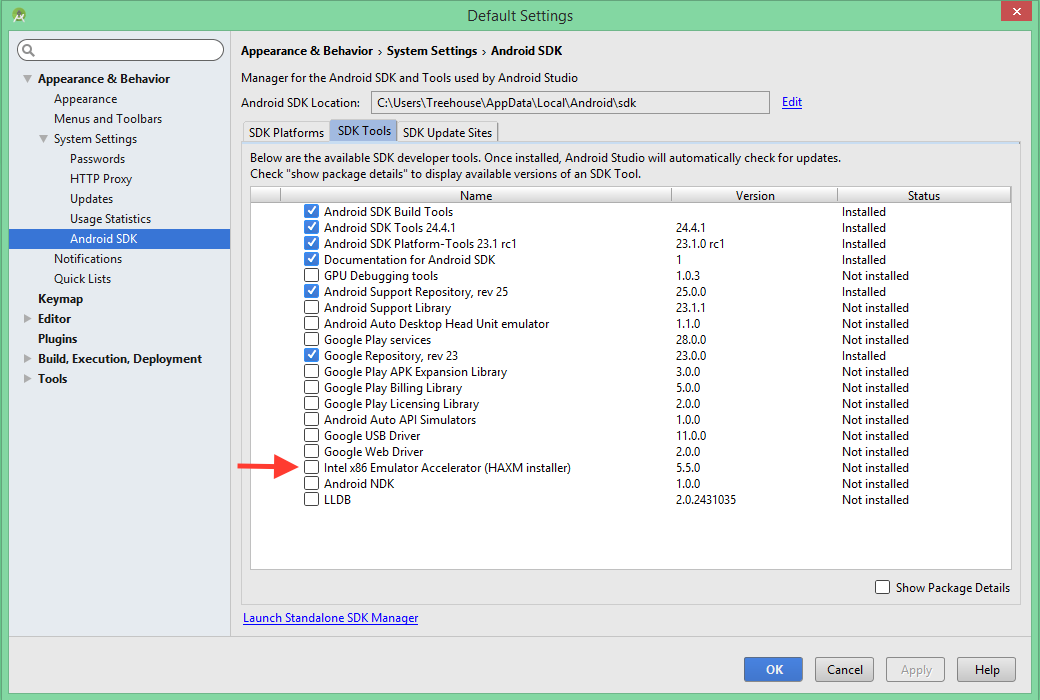 Default Settings
Appearance & Behavior › System Settings › Android SDK
Appearance & Behavior
Appearance
Menus and Toolbars
System Settings
Passwords
HTTP Proxy
Updates
Usage Statistics
Android SDK
Notifications
Quick Lists
Keymap
Editor
Plugins
Build, Execution, Deployment
Tools
Manager for the Android SDK and Tools used by Android Studio
Android SDK Location: C:\Users\Treehouse\AppData\Local\Android\sdk Edit
SDK Platforms SDK Tools SDK Update Sites
Below are the available SDK developer tools. Once installed, Android Studio will automatically check for updates.
Check "show package details" to display available versions of an SDK Tool.
Name Version Status
Android SDK Build Tools Installed
Android SDK Tools 24.4.1 24.4.1 Installed
Android SDK Platform-Tools 23.1 rc1 23.1.0 rc1 Installed
Documentation for Android SDK 1 Installed
GPU Debugging tools 1.0.3 Not installed
Android Support Repository, rev 25 25.0.0 Installed
Android Support Library 23.1.1 Not installed
Android Auto Desktop Head Unit emulator 1.1.0 Not installed
Google Play services 28.0.0 Not installed
Google Repository, rev 23 23.0.0 Installed
Google Play APK Expansion Library 3.0.0 Not installed
Google Play Billing Library 5.0.0 Not installed
Google Play Licensing Library 2.0.0 Not installed
Android Auto API Simulators 1.0.0 Not installed
Google USB Driver 11.0.0 Not installed
Google Web Driver 2.0.0 Not installed
Intel x86 Emulator Accelerator (HAXM installer) 5.5.0 Not installed
Android NDK 1.0.0 Not installed
LLDB 2.0.2431035 Not installed
Show Package Details
Launch Standalone SDK Manager
OK Cancel Apply Help